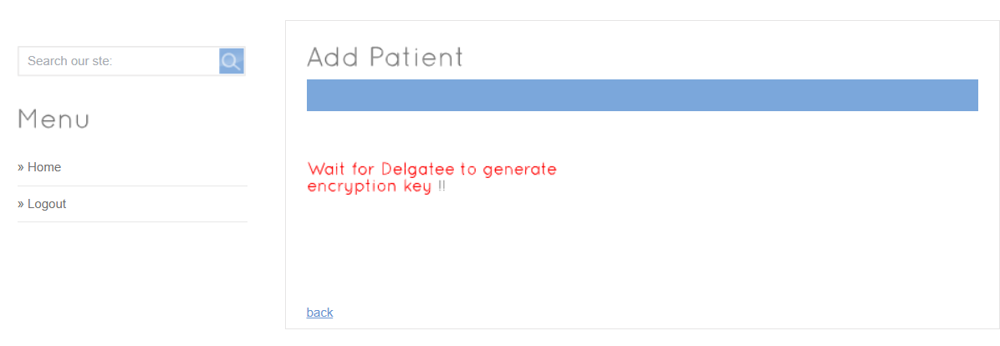 Search our ste:
Menu
» Home
» Logout
Add Patient
Wait for Delgatee to generate
encryption key !!
back